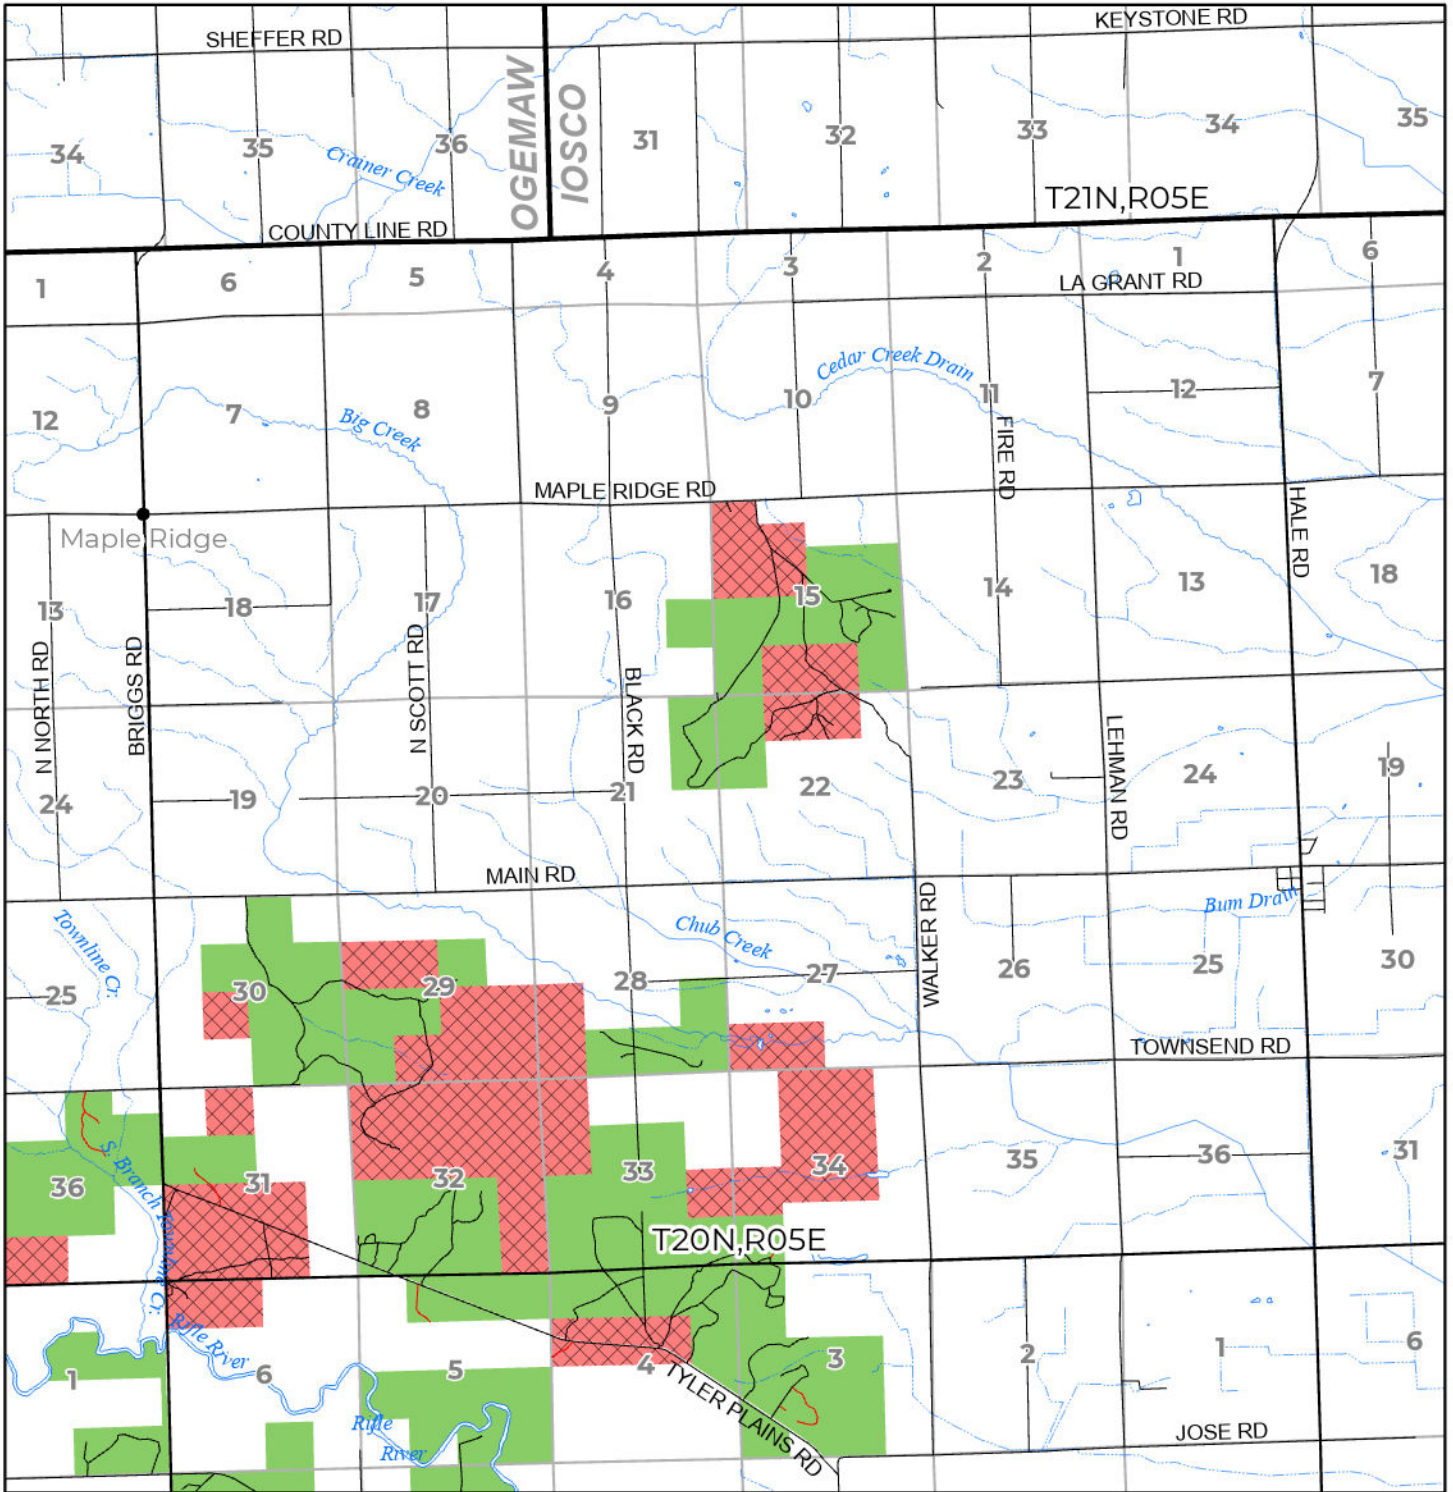 SHEFFER RD
KEYSTONE RD
OGEMAW
IOSCO
34
35
36
31
32
33
34
35
Crainer Creek
T21N,R05E
COUNTY LINE RD
1
6
5
4
3
2
1
6
LA GRANT RD
Cedar Creek Drain
12
7
8
9
10
11
12
7
Big Creek
FIRE RD
MAPLE RIDGE RD
HALE RD
Maple Ridge
13
18
17
16
15
14
13
18
N NORTH RD
BRIGGS RD
N SCOTT RD
BLACK RD
LEHMAN RD
24
19
20
21
22
23
24
19
MAIN RD
WALKER RD
Bum Drain
Townline Cr.
Chub Creek
25
30
29
28
27
26
25
30
TOWNSEND RD
S. Branch Townline Cr.
36
31
32
33
34
35
36
31
T20N,R05E
Rifle River
1
6
5
4
3
2
1
6
TYLER PLAINS RD
Rifle
River
JOSE RD